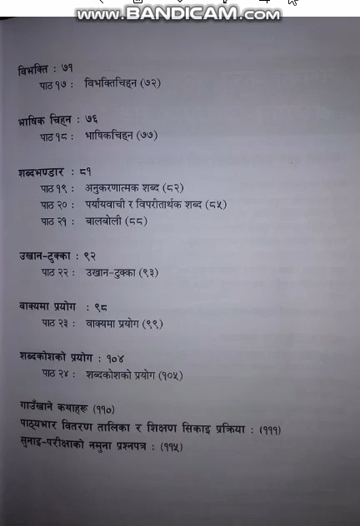 www.BANDICAM.com
विभक्ति : ७१
पाठ १७ : विभक्तिचिह्न (७२)
भाषिक चिह्न : ७६
पाठ १८ : भाषिकचिह्न (७७)
शब्दभण्डार : ८१
पाठ १९ : अनुकरणात्मक शब्द (८२)
पाठ २० : पर्यायवाची र विपरीतार्थक शब्द (८५)
पाठ २१ : बालबोली (८८)
उखान-टुक्का : ९२
पाठ २२ : उखान-टुक्का (९३)
वाक्यमा प्रयोग : ९८
पाठ २३ : वाक्यमा प्रयोग (९९)
शब्दकोशको प्रयोग : १०४
पाठ २४ : शब्दकोशको प्रयोग (१०५)
गाउँखाने कथाहरू (११०)
पाठ्यभार वितरण तालिका र शिक्षण सिकाइ प्रक्रिया : (१११)
सुनाइ-परीक्षाको नमुना प्रश्नपत्र : (११५)